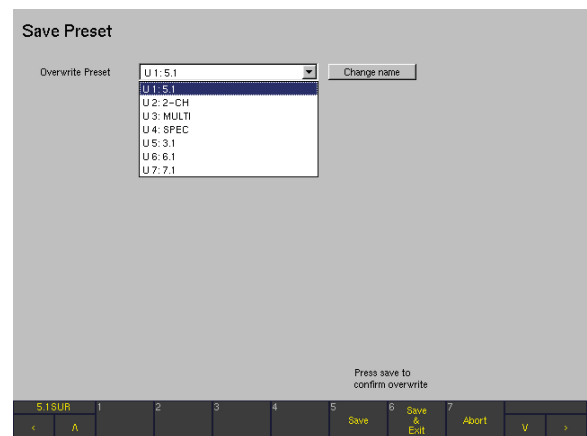 Save Preset
Overwrite Preset
U 1: 5.1
Change name
U 1: 5.1
U 2: 2-CH
U 3: MULTI
U 4: SPEC
U 5: 3.1
U 6: 6.1
U 7: 7.1
Press save to
confirm overwrite
5.1SUR
1
2
3
4
5
Save
6
Save
&
Exit
7
Abort
< Λ
V >